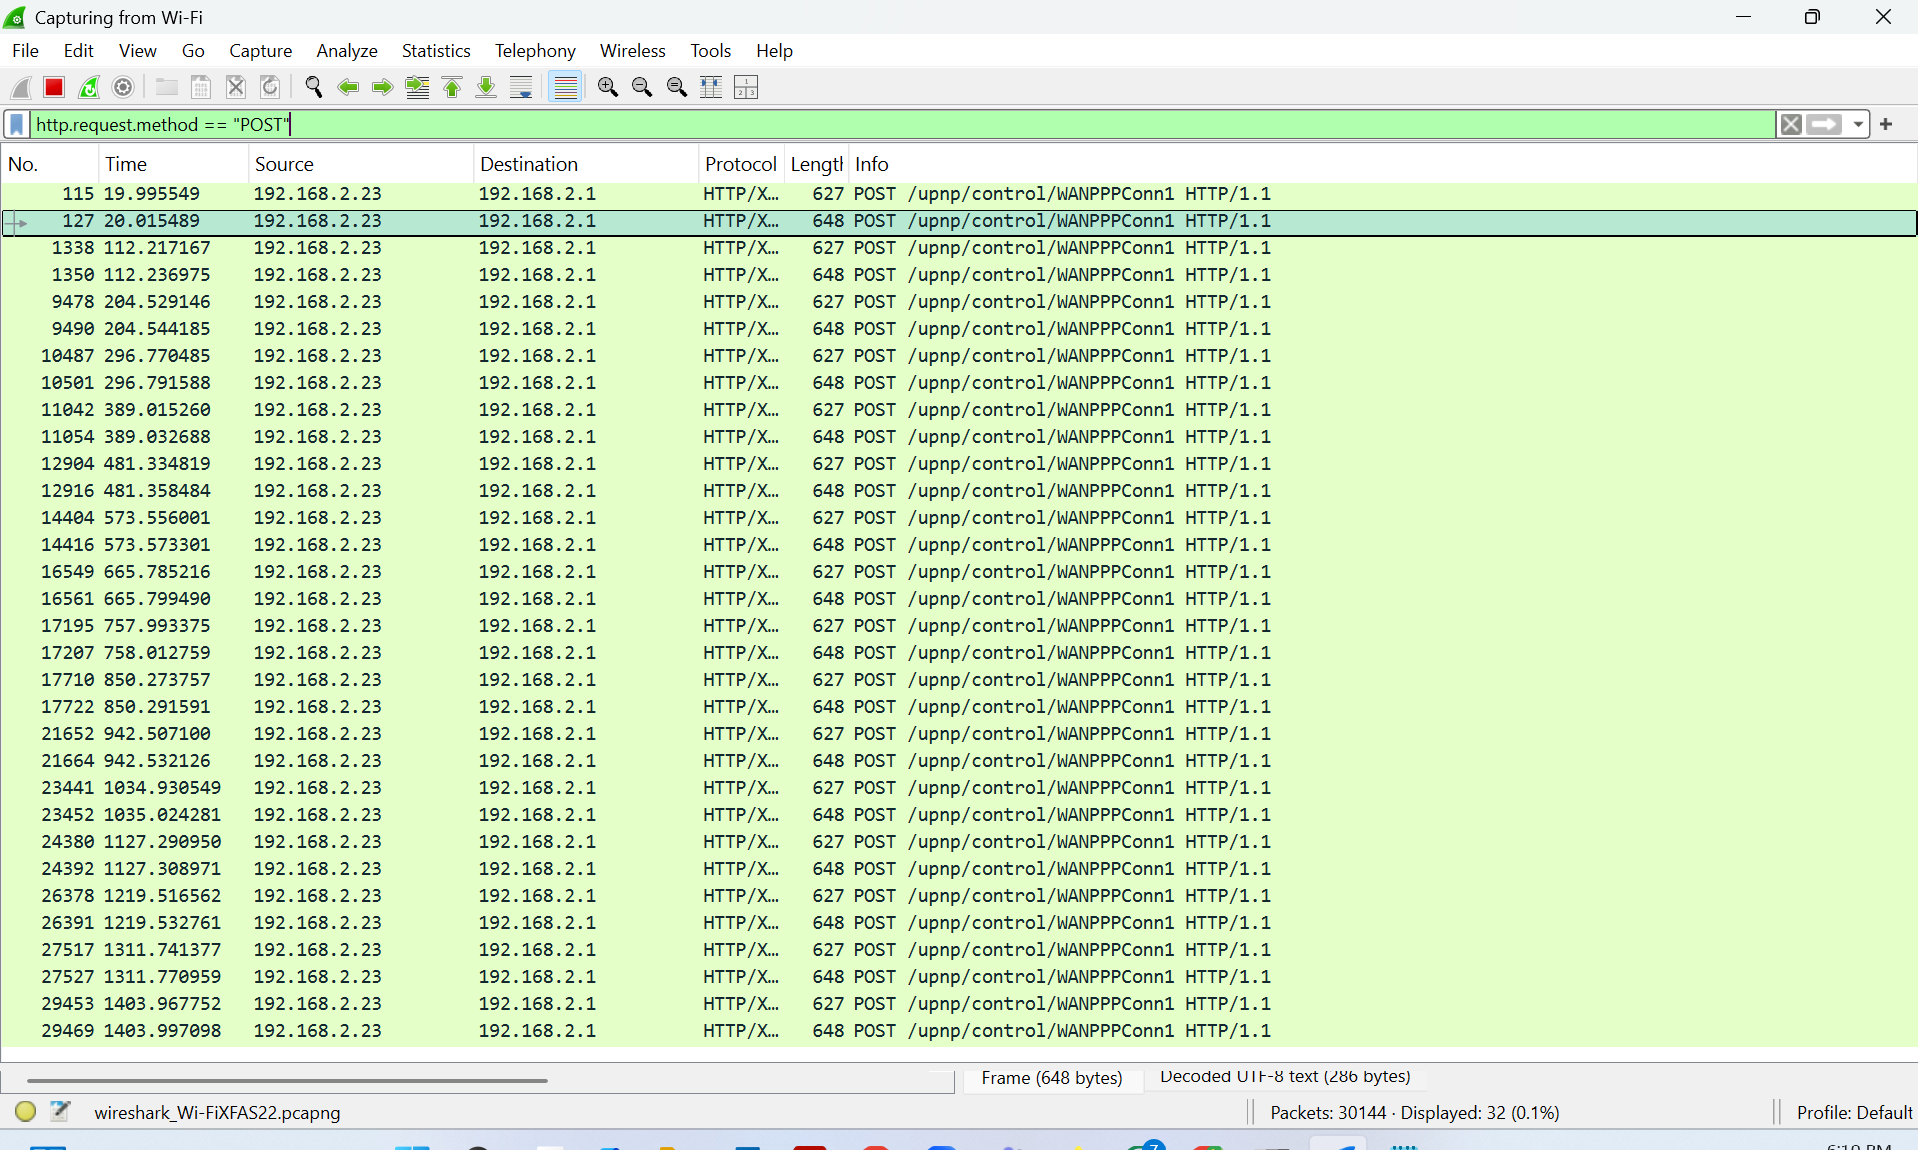 Capturing from Wi-Fi
File Edit View Go Capture Analyze Statistics Telephony Wireless Tools Help
http.request.method == "POST"
No. Time Source Destination Protocol Length Info
115 19.995549 192.168.2.23 192.168.2.1 HTTP/X… 627 POST /upnp/control/WANPPPConn1 HTTP/1.1
127 20.015489 192.168.2.23 192.168.2.1 HTTP/X… 648 POST /upnp/control/WANPPPConn1 HTTP/1.1
1338 112.217167 192.168.2.23 192.168.2.1 HTTP/X… 627 POST /upnp/control/WANPPPConn1 HTTP/1.1
1350 112.236975 192.168.2.23 192.168.2.1 HTTP/X… 648 POST /upnp/control/WANPPPConn1 HTTP/1.1
9478 204.529146 192.168.2.23 192.168.2.1 HTTP/X… 627 POST /upnp/control/WANPPPConn1 HTTP/1.1
9490 204.544185 192.168.2.23 192.168.2.1 HTTP/X… 648 POST /upnp/control/WANPPPConn1 HTTP/1.1
10487 296.770485 192.168.2.23 192.168.2.1 HTTP/X… 627 POST /upnp/control/WANPPPConn1 HTTP/1.1
10501 296.791588 192.168.2.23 192.168.2.1 HTTP/X… 648 POST /upnp/control/WANPPPConn1 HTTP/1.1
11042 389.015260 192.168.2.23 192.168.2.1 HTTP/X… 627 POST /upnp/control/WANPPPConn1 HTTP/1.1
11054 389.032688 192.168.2.23 192.168.2.1 HTTP/X… 648 POST /upnp/control/WANPPPConn1 HTTP/1.1
12904 481.334819 192.168.2.23 192.168.2.1 HTTP/X… 627 POST /upnp/control/WANPPPConn1 HTTP/1.1
12916 481.358484 192.168.2.23 192.168.2.1 HTTP/X… 648 POST /upnp/control/WANPPPConn1 HTTP/1.1
14404 573.556001 192.168.2.23 192.168.2.1 HTTP/X… 627 POST /upnp/control/WANPPPConn1 HTTP/1.1
14416 573.573301 192.168.2.23 192.168.2.1 HTTP/X… 648 POST /upnp/control/WANPPPConn1 HTTP/1.1
16549 665.785216 192.168.2.23 192.168.2.1 HTTP/X… 627 POST /upnp/control/WANPPPConn1 HTTP/1.1
16561 665.799490 192.168.2.23 192.168.2.1 HTTP/X… 648 POST /upnp/control/WANPPPConn1 HTTP/1.1
17195 757.993375 192.168.2.23 192.168.2.1 HTTP/X… 627 POST /upnp/control/WANPPPConn1 HTTP/1.1
17207 758.012759 192.168.2.23 192.168.2.1 HTTP/X… 648 POST /upnp/control/WANPPPConn1 HTTP/1.1
17710 850.273757 192.168.2.23 192.168.2.1 HTTP/X… 627 POST /upnp/control/WANPPPConn1 HTTP/1.1
17722 850.291591 192.168.2.23 192.168.2.1 HTTP/X… 648 POST /upnp/control/WANPPPConn1 HTTP/1.1
21652 942.507100 192.168.2.23 192.168.2.1 HTTP/X… 627 POST /upnp/control/WANPPPConn1 HTTP/1.1
21664 942.532126 192.168.2.23 192.168.2.1 HTTP/X… 648 POST /upnp/control/WANPPPConn1 HTTP/1.1
23441 1034.930549 192.168.2.23 192.168.2.1 HTTP/X… 627 POST /upnp/control/WANPPPConn1 HTTP/1.1
23452 1035.024281 192.168.2.23 192.168.2.1 HTTP/X… 648 POST /upnp/control/WANPPPConn1 HTTP/1.1
24380 1127.290950 192.168.2.23 192.168.2.1 HTTP/X… 627 POST /upnp/control/WANPPPConn1 HTTP/1.1
24392 1127.308971 192.168.2.23 192.168.2.1 HTTP/X… 648 POST /upnp/control/WANPPPConn1 HTTP/1.1
26378 1219.516562 192.168.2.23 192.168.2.1 HTTP/X… 627 POST /upnp/control/WANPPPConn1 HTTP/1.1
26391 1219.532761 192.168.2.23 192.168.2.1 HTTP/X… 648 POST /upnp/control/WANPPPConn1 HTTP/1.1
27517 1311.741377 192.168.2.23 192.168.2.1 HTTP/X… 627 POST /upnp/control/WANPPPConn1 HTTP/1.1
27527 1311.770959 192.168.2.23 192.168.2.1 HTTP/X… 648 POST /upnp/control/WANPPPConn1 HTTP/1.1
29453 1403.967752 192.168.2.23 192.168.2.1 HTTP/X… 627 POST /upnp/control/WANPPPConn1 HTTP/1.1
29469 1403.997098 192.168.2.23 192.168.2.1 HTTP/X… 648 POST /upnp/control/WANPPPConn1 HTTP/1.1
Frame (648 bytes) Decoded UTF-8 text (286 bytes)
wireshark_Wi-FiXFAS22.pcapng Packets: 30144 · Displayed: 32 (0.1%) Profile: Default
7